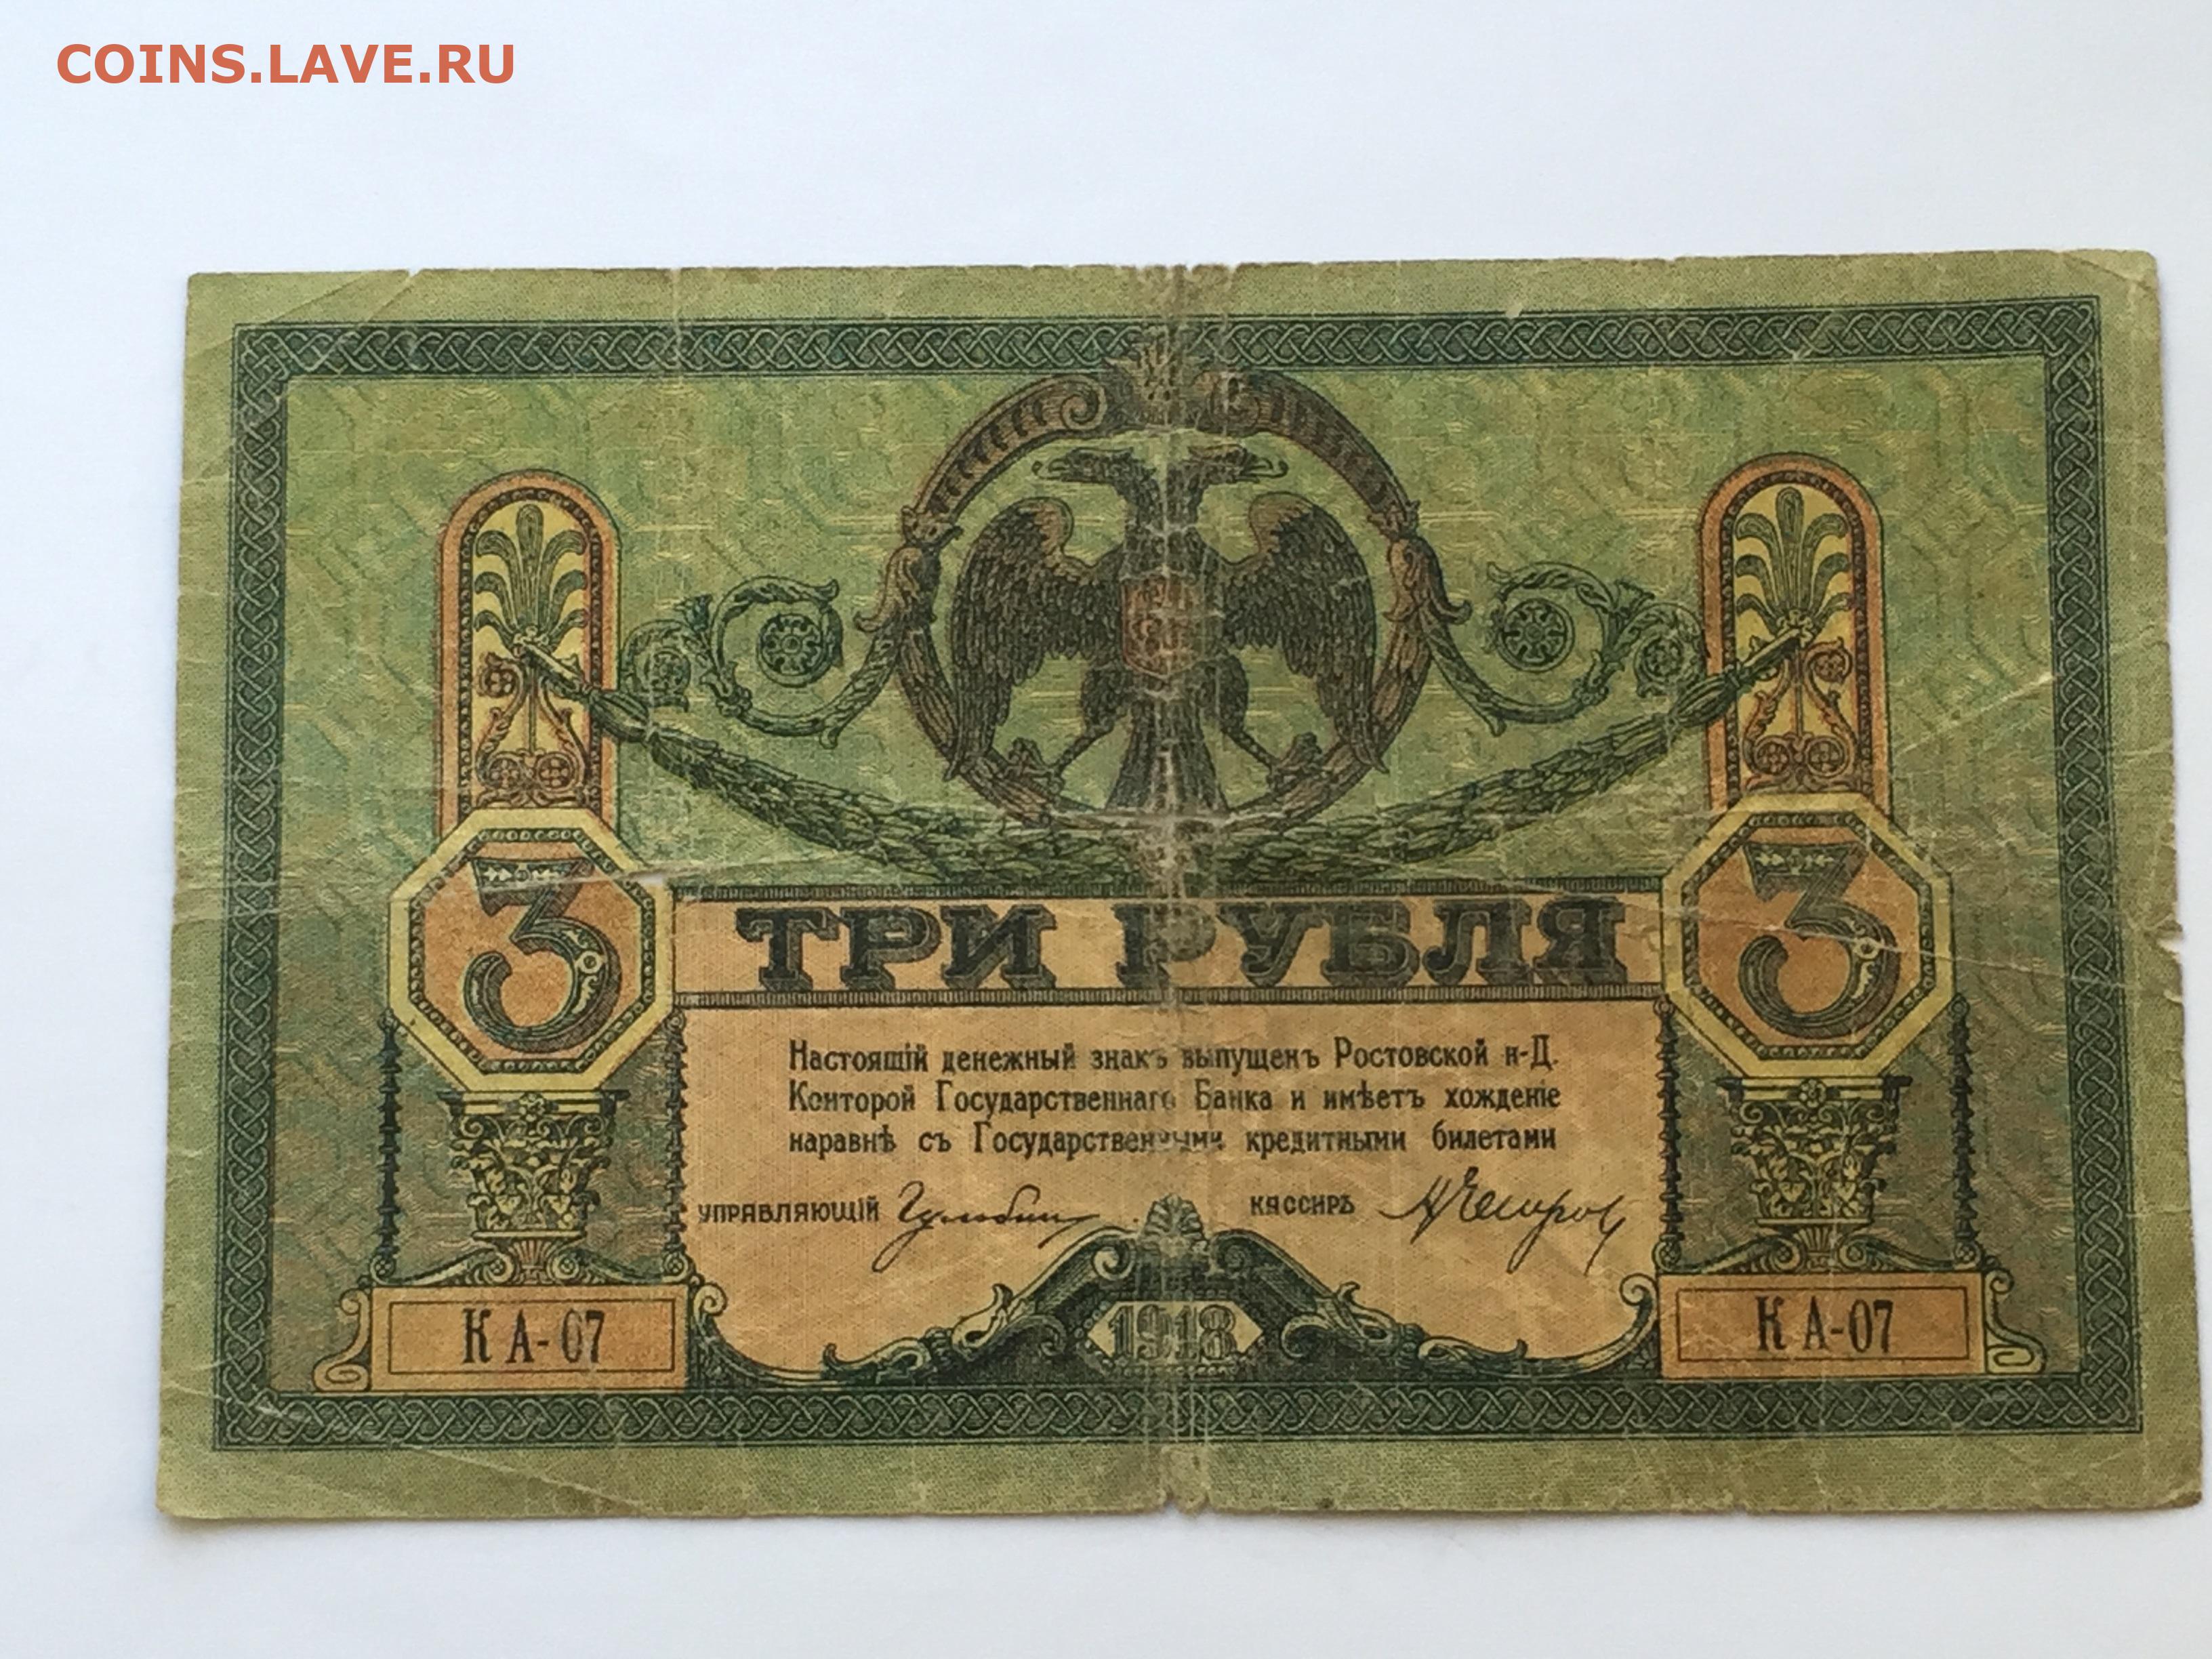 COINS.LAVE.RU
3 ТРИ РУБЛЯ 3
Настоящій денежный знакъ выпущенъ Ростовской н-Д.
Конторой Государственнаго Банка и имѣетъ хожденіе
наравнѣ съ Государственными кредитными билетами
УПРАВЛЯЮЩІЙ КАССИРЪ
КА-07 1918 КА-07